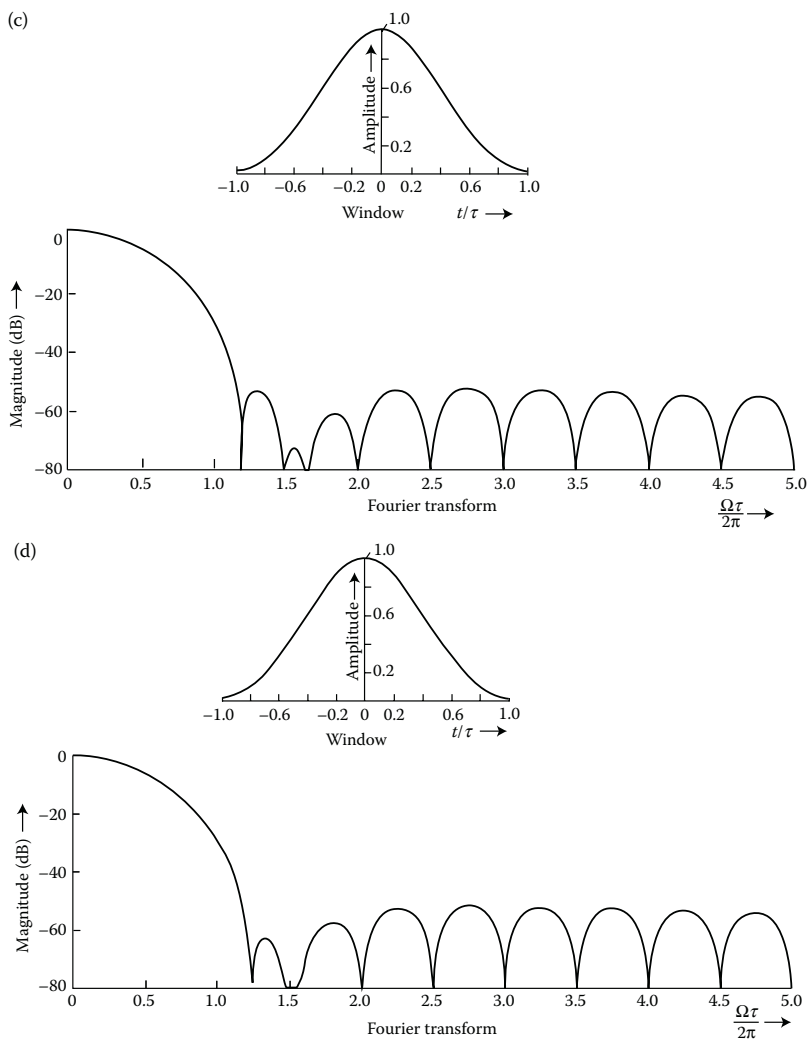 (c)
1.0
Amplitude
0.6
0.2
−1.0 −0.6 −0.2 0 0.2 0.6 1.0
Window t/τ
Magnitude (dB)
0
−20
−40
−60
−80
0 0.5 1.0 1.5 2.0 2.5 3.0 3.5 4.0 4.5 5.0
Fourier transform
Ωτ
2π
(d)
1.0
Amplitude
0.6
0.2
−1.0 −0.6 −0.2 0 0.2 0.6 1.0
Window t/τ
Magnitude (dB)
0
−20
−40
−60
−80
0 0.5 1.0 1.5 2.0 2.5 3.0 3.5 4.0 4.5 5.0
Fourier transform
Ωτ
2π